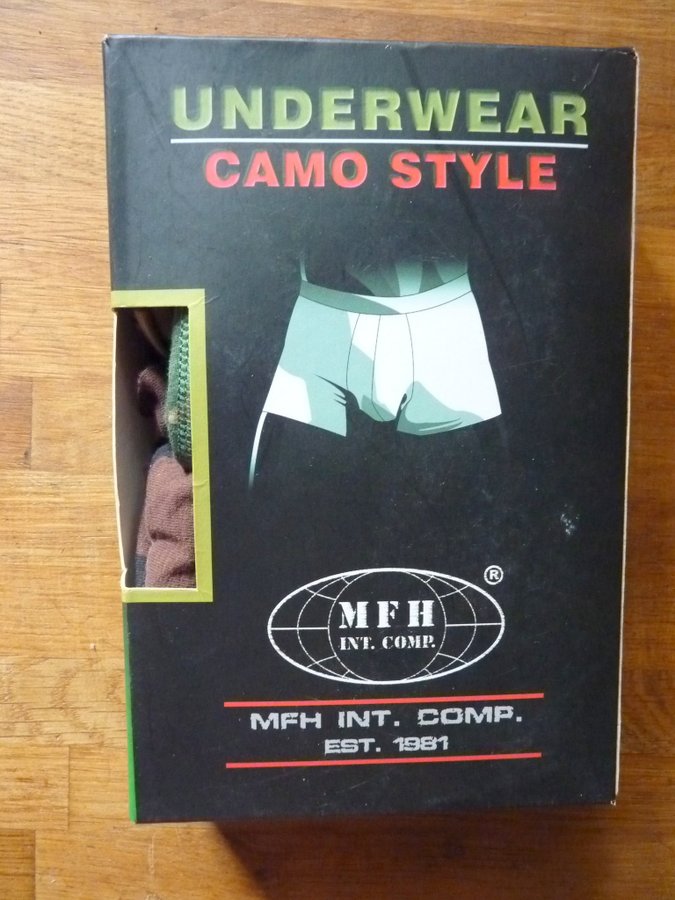 UNDERWEAR
CAMO STYLE
®
MFH
INT. COMP.
MFH INT. COMP.
EST. 1981